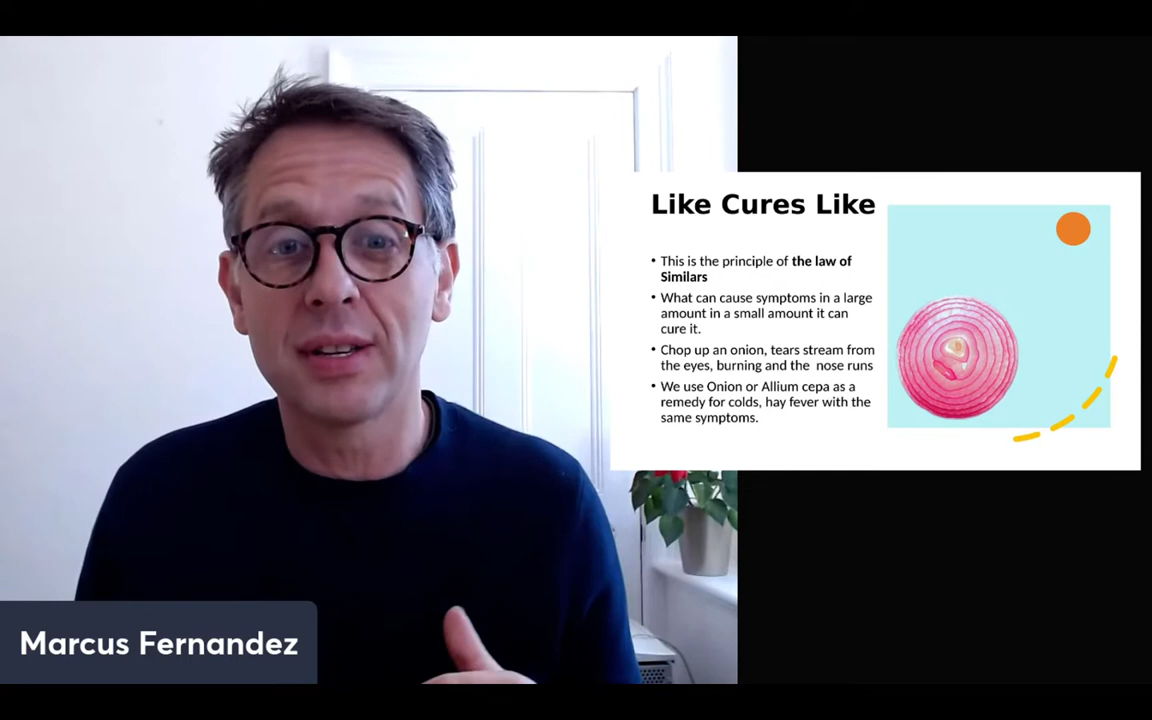 Like Cures Like
• This is the principle of the law of
Similars
• What can cause symptoms in a large
amount in a small amount it can
cure it.
• Chop up an onion, tears stream from
the eyes, burning and the  nose runs
• We use Onion or Allium cepa as a
remedy for colds, hay fever with the
same symptoms.
Marcus Fernandez